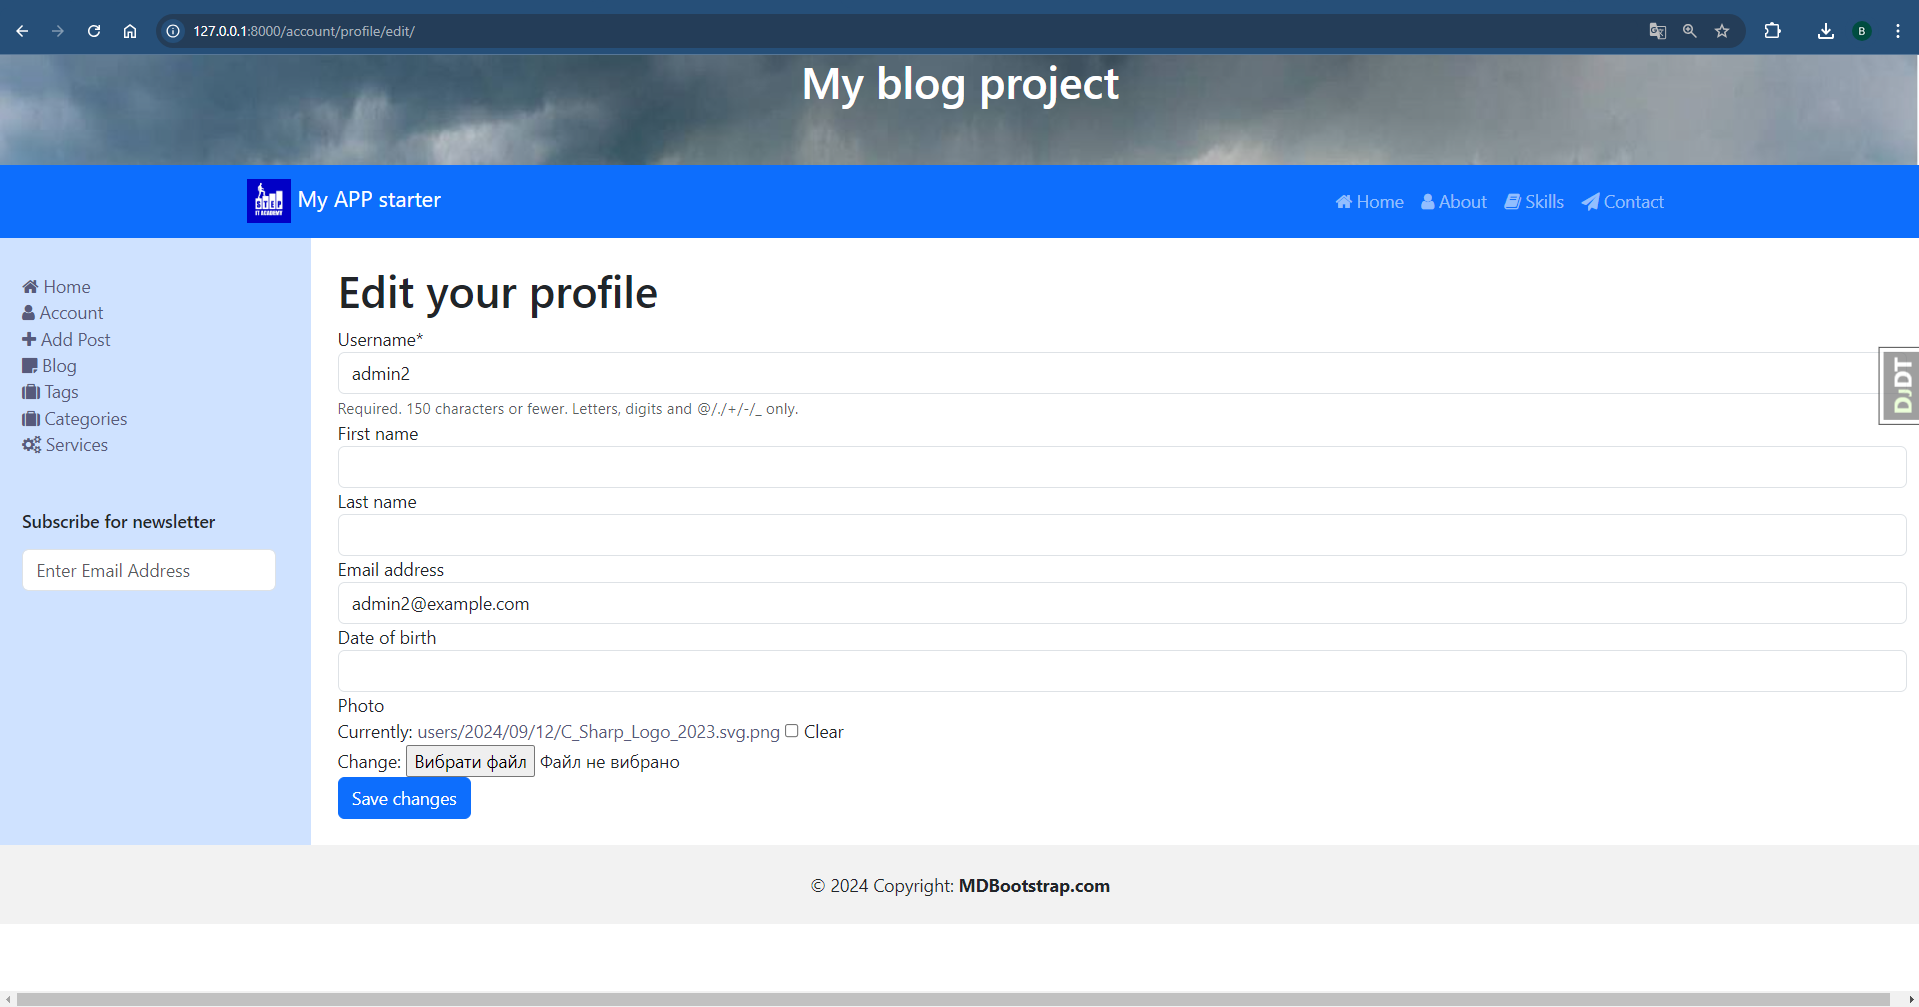 127.0.0.1:8000/account/profile/edit/
B
My blog project
STEP
IT ACADEMY
My APP starter
Home
About
Skills
Contact
Home
Account
Add Post
Blog
Tags
Categories
Services
Subscribe for newsletter
Enter Email Address
Edit your profile
Username*
admin2
Required. 150 characters or fewer. Letters, digits and @/./+/-/_ only.
First name
Last name
Email address
admin2@example.com
Date of birth
Photo
Currently: users/2024/09/12/C_Sharp_Logo_2023.svg.png Clear
Change: Вибрати файл Файл не вибрано
Save changes
DJDT
© 2024 Copyright: MDBootstrap.com